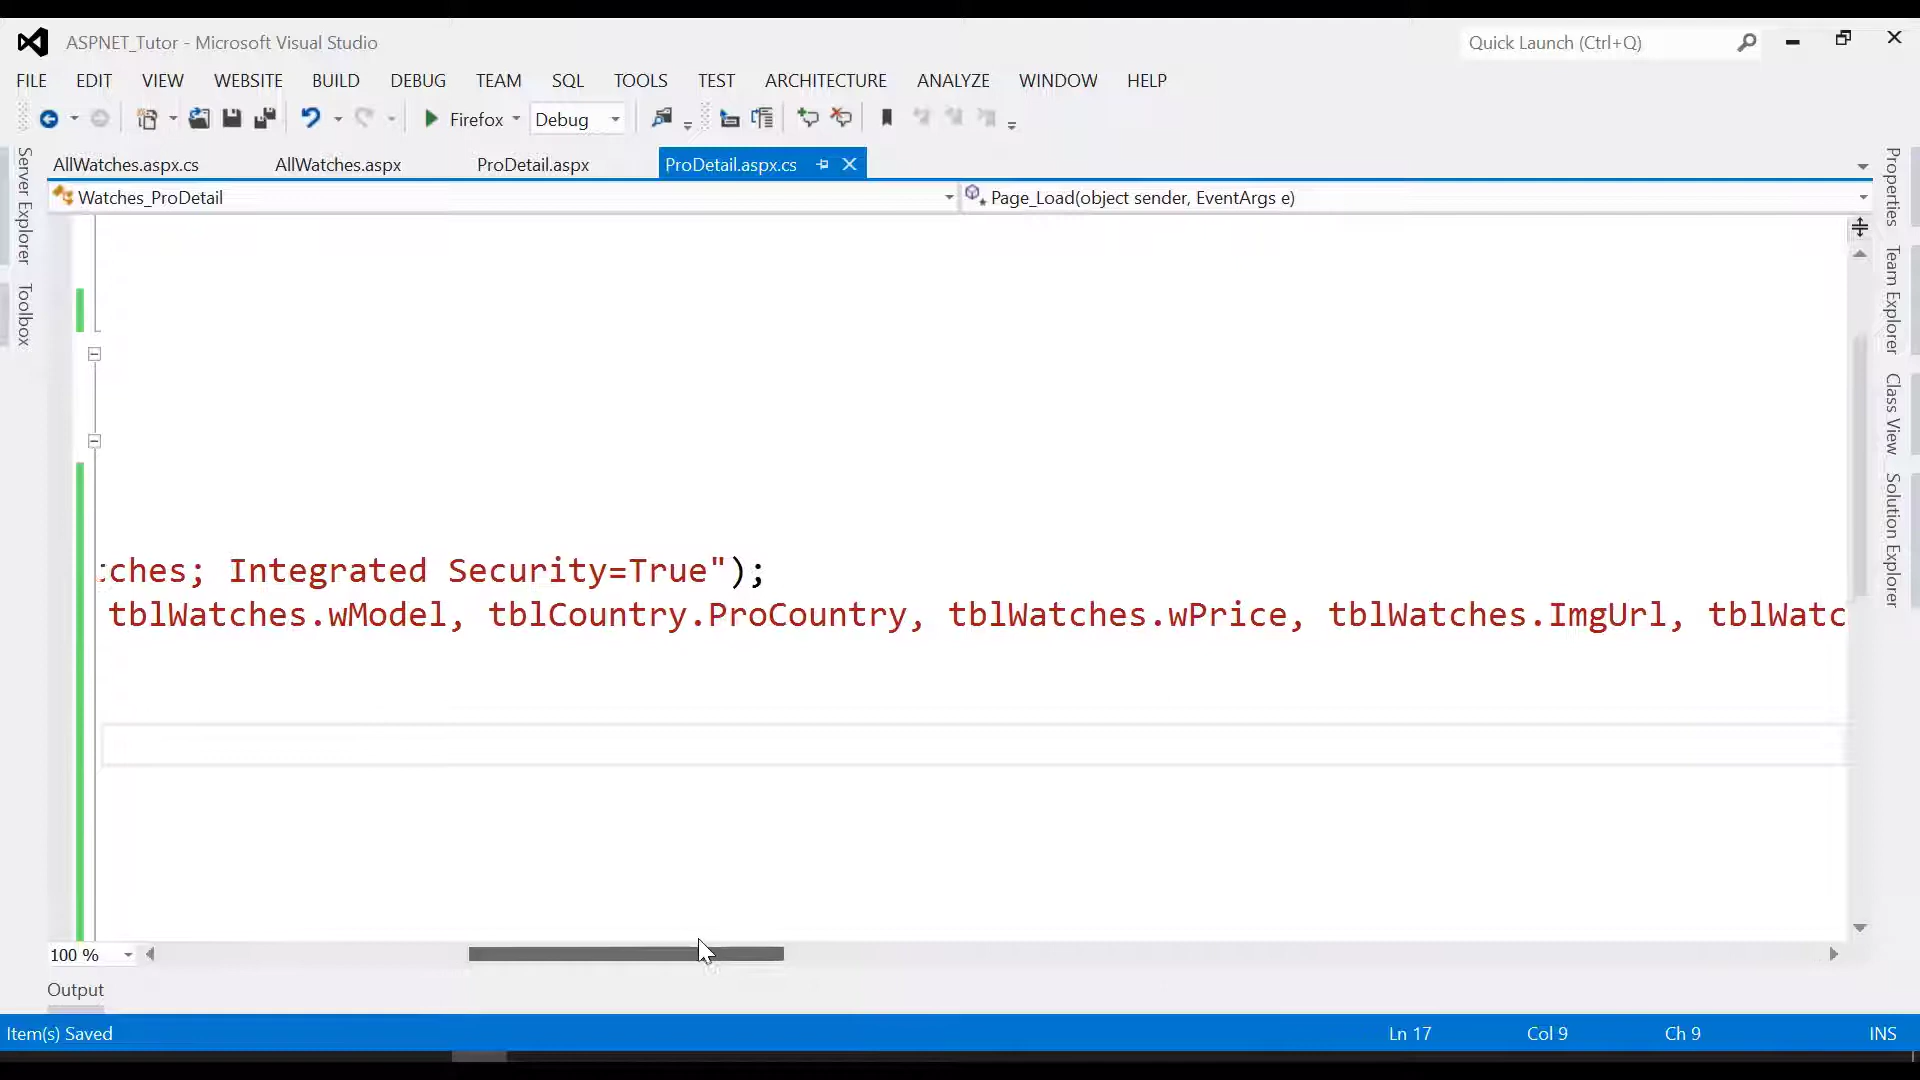 ASPNET_Tutor - Microsoft Visual Studio
Quick Launch (Ctrl+Q)
FILE EDIT VIEW WEBSITE BUILD DEBUG TEAM SQL TOOLS TEST ARCHITECTURE ANALYZE WINDOW HELP
Firefox Debug
AllWatches.aspx.cs AllWatches.aspx ProDetail.aspx ProDetail.aspx.cs
Watches_ProDetail Page_Load(object sender, EventArgs e)
Server Explorer
Toolbox
Properties
Team Explorer
Class View
Solution Explorer
tches; Integrated Security=True");
tblWatches.wModel, tblCountry.ProCountry, tblWatches.wPrice, tblWatches.ImgUrl, tblWatc
100 %
Output
Item(s) Saved Ln 17 Col 9 Ch 9 INS